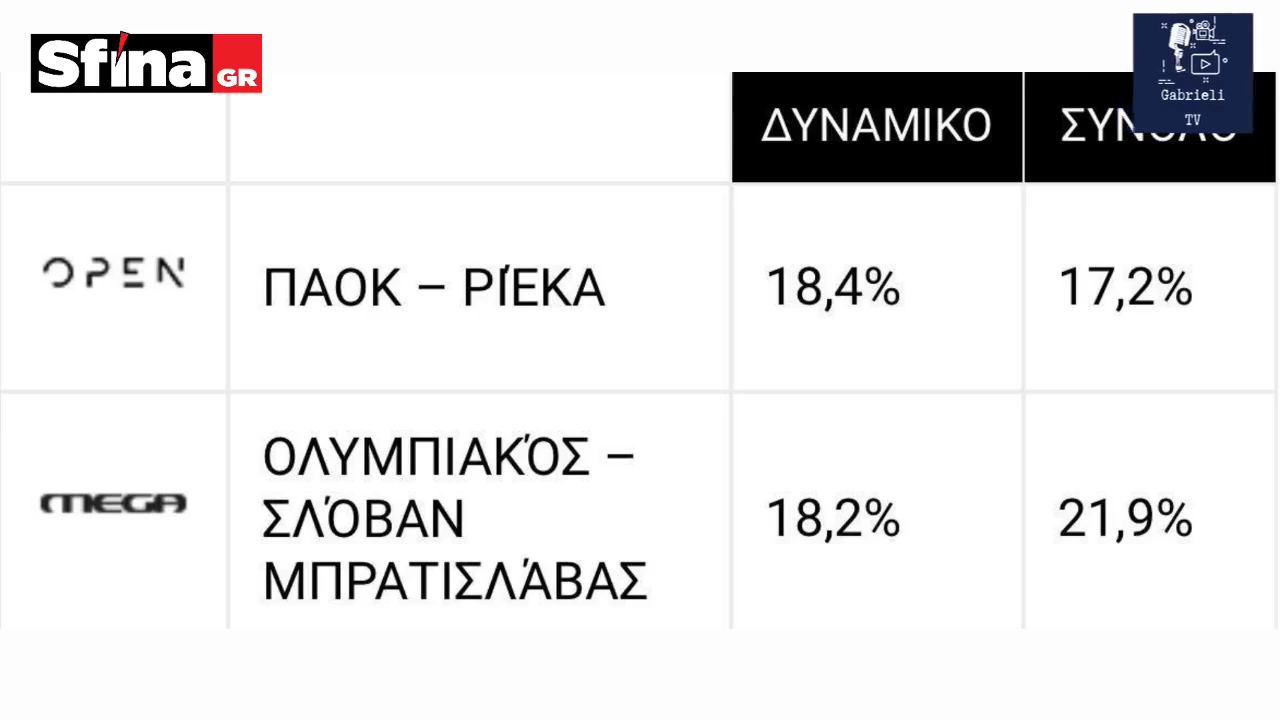 Sfina GR
Gabrieli
TV
ΔΥΝΑΜΙΚΟ
OPEN
ΠΑΟΚ – ΡΊΕΚΑ
18,4%
17,2%
MEGA
ΟΛΥΜΠΙΑΚΌΣ –
ΣΛΌΒΑΝ
ΜΠΡΑΤΙΣΛΆΒΑΣ
18,2%
21,9%